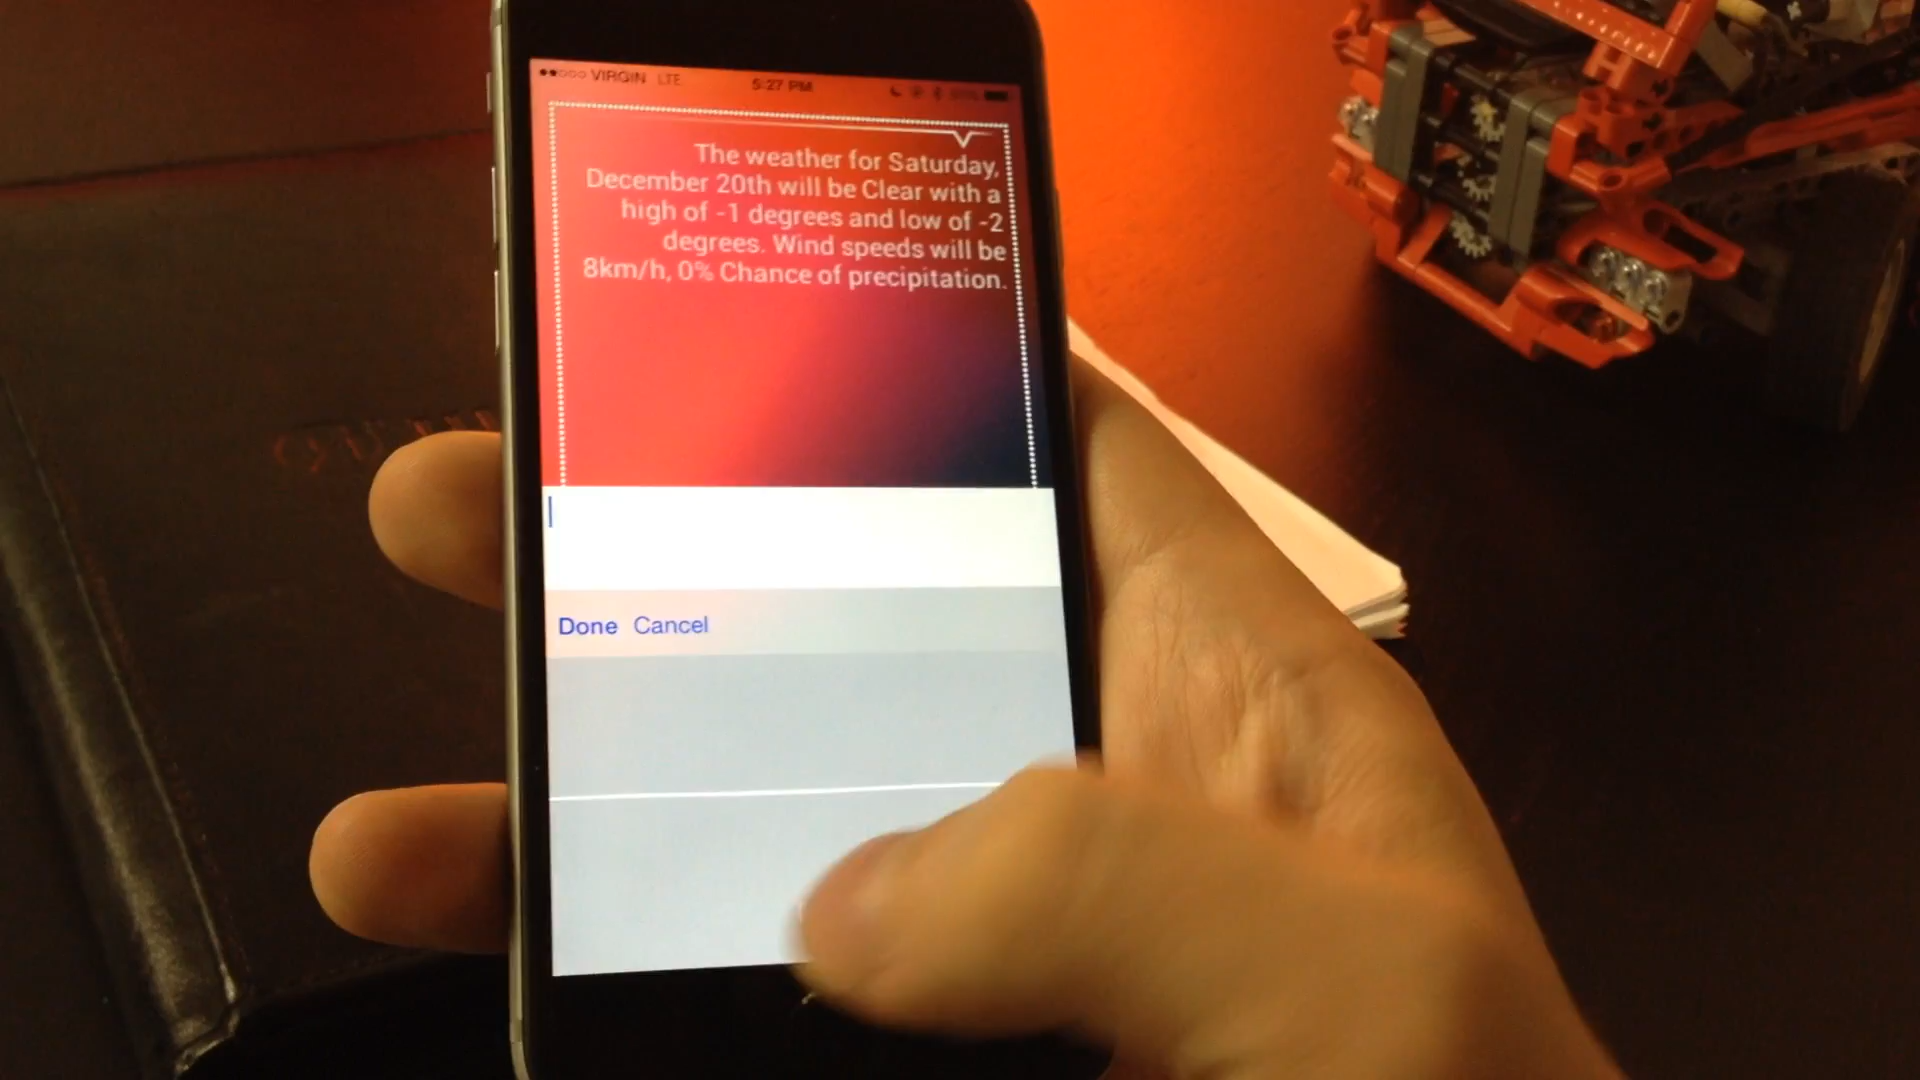 VIRGIN LTE 5:27 PM
The weather for Saturday,
December 20th will be Clear with a
high of -1 degrees and low of -2
degrees. Wind speeds will be
8km/h, 0% Chance of precipitation.
Done Cancel